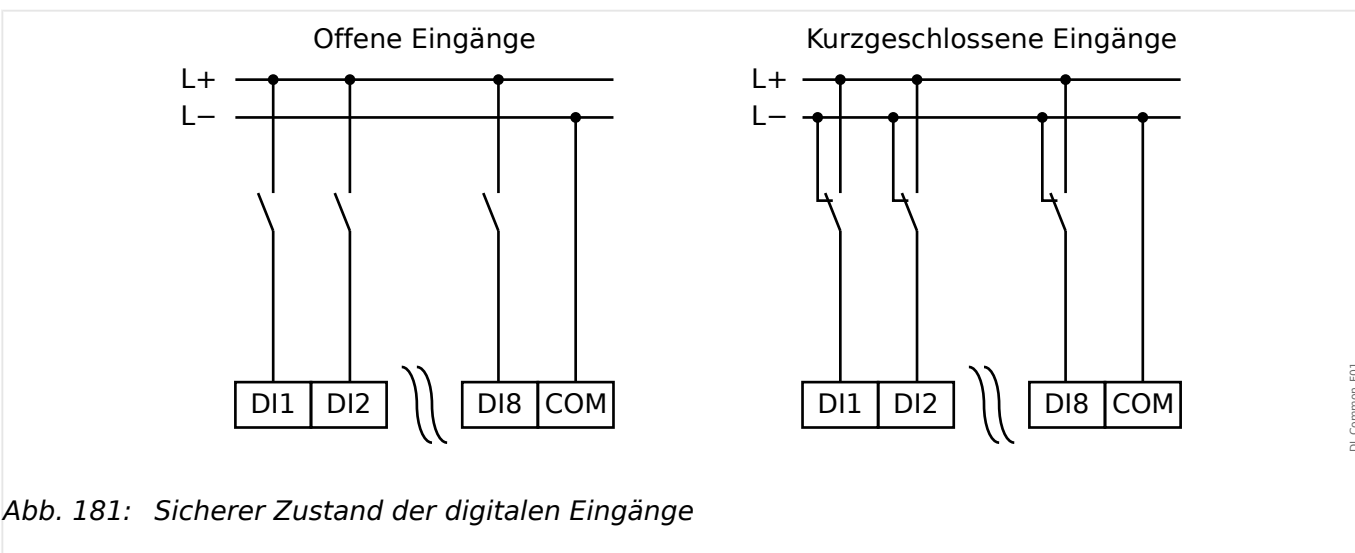 Offene Eingänge
Kurzgeschlossene Eingänge
L+
L−
L+
L−
DI1 DI2 DI8 COM
DI1 DI2 DI8 COM
DI_Common_E01
Abb. 181: Sicherer Zustand der digitalen Eingänge